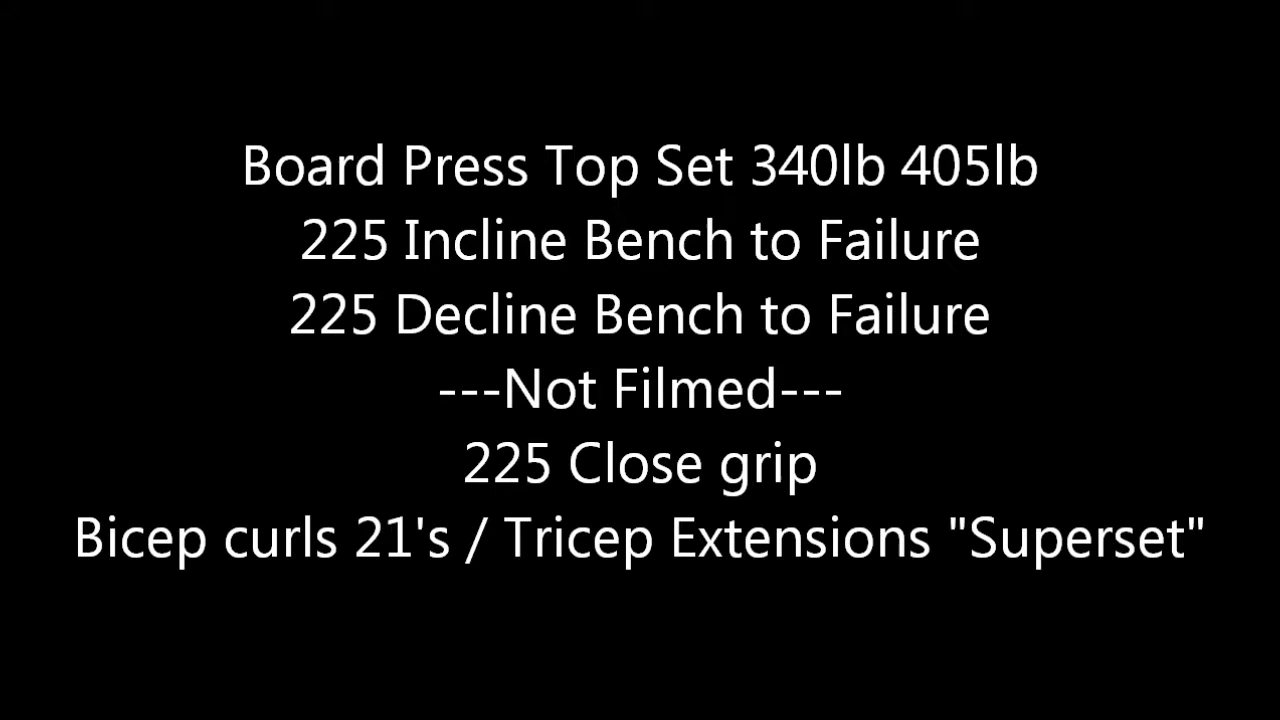 Board Press Top Set 340lb 405lb
225 Incline Bench to Failure
225 Decline Bench to Failure
---Not Filmed---
225 Close grip
Bicep curls 21's / Tricep Extensions "Superset"